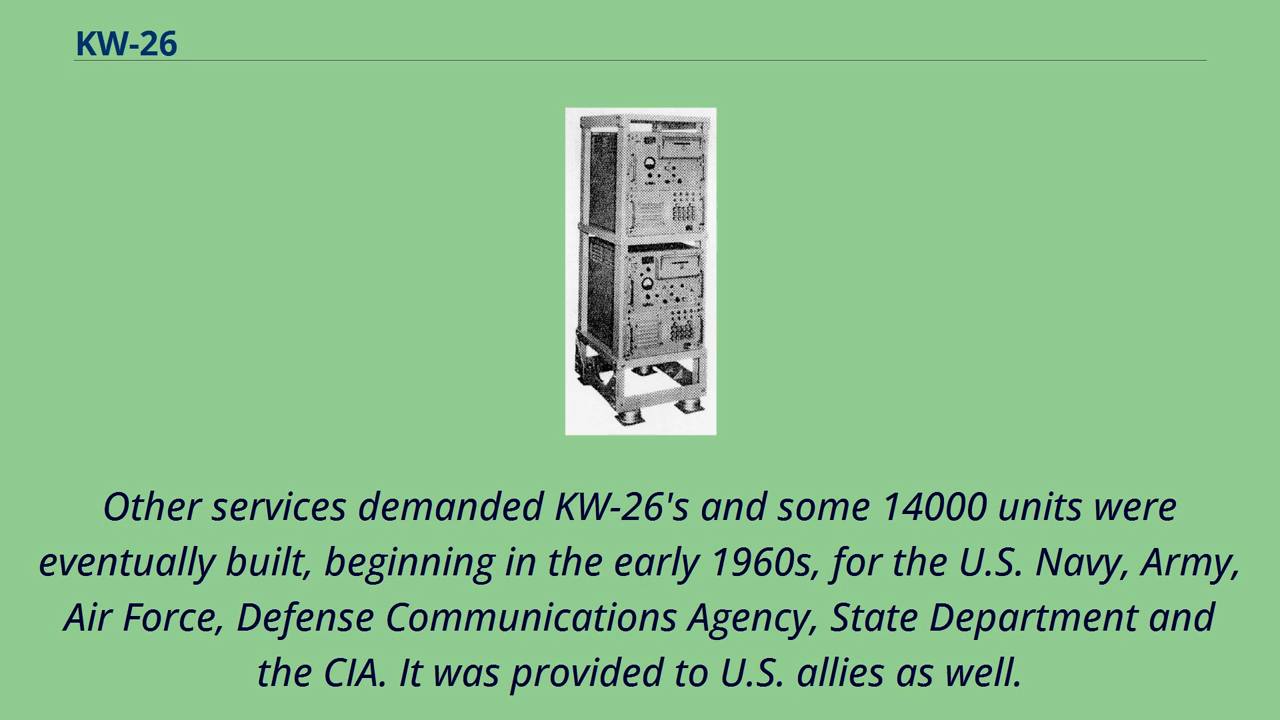 KW-26
Other services demanded KW-26's and some 14000 units were
eventually built, beginning in the early 1960s, for the U.S. Navy, Army,
Air Force, Defense Communications Agency, State Department and
the CIA. It was provided to U.S. allies as well.